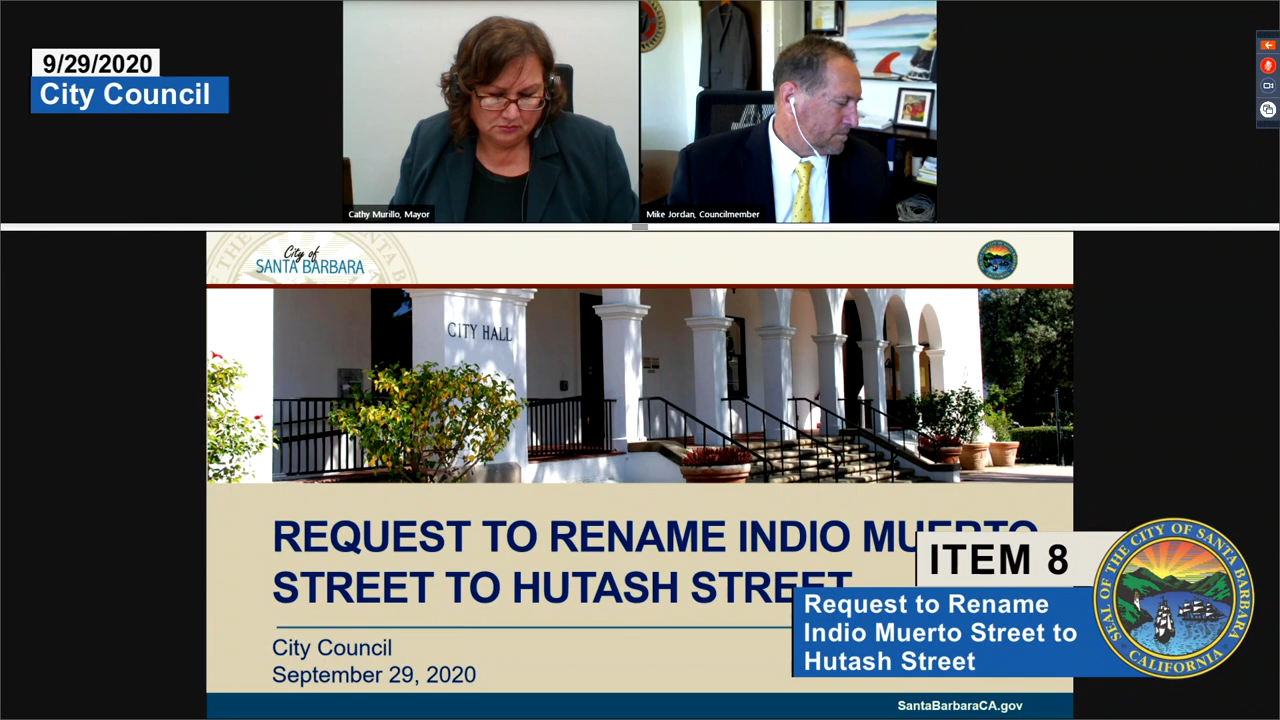 9/29/2020
City Council
Cathy Murillo, Mayor
Mike Jordan, Councilmember
City of
SANTA BARBARA
CITY HALL
REQUEST TO RENAME INDIO MUERTO
STREET TO HUTASH STREET
ITEM 8
Request to Rename
Indio Muerto Street to
Hutash Street
SEAL OF THE CITY OF SANTA BARBARA
CALIFORNIA
City Council
September 29, 2020
SantaBarbaraCA.gov